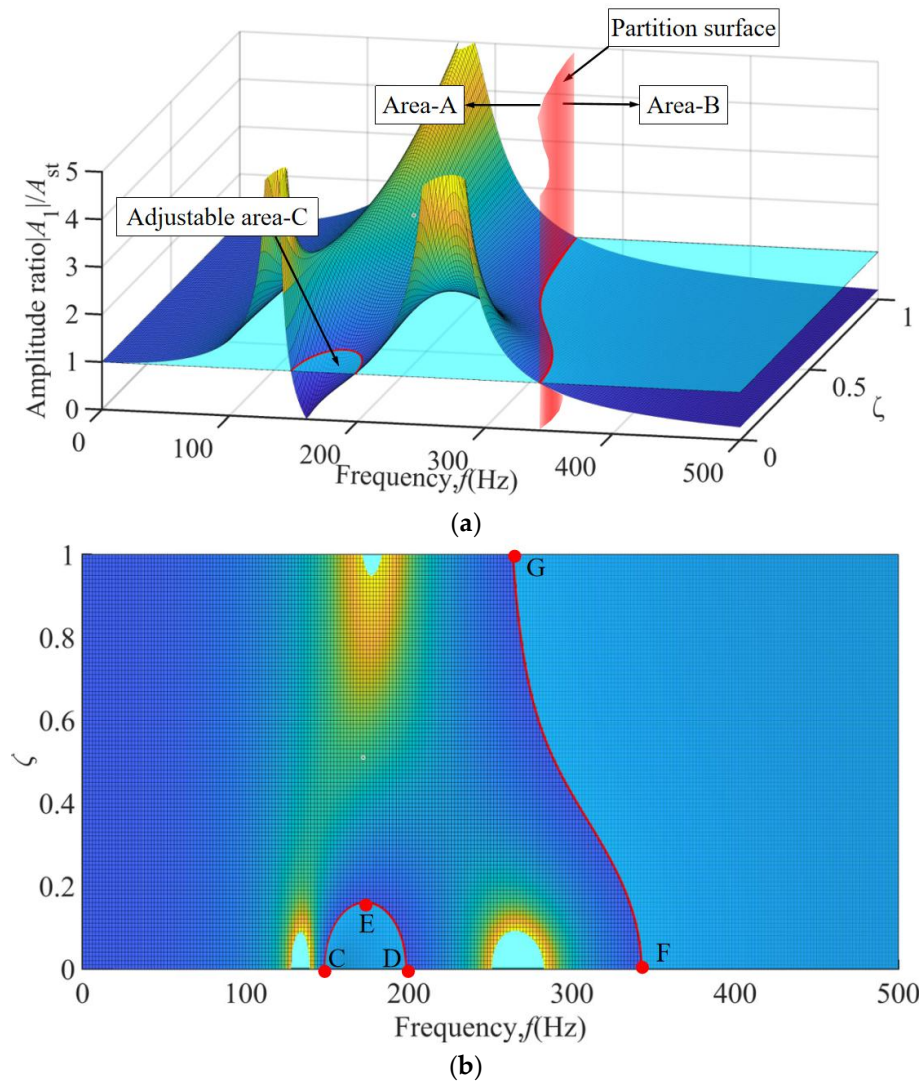 (a)
Partition surface
Area-A
Area-B
Adjustable area-C
Amplitude ratio|A_1|/A_st
5
4
3
2
1
0
0
100
200
300
400
500
Frequency,f(Hz)
0
0.5
1
ζ
(a)
1
0.8
0.6
0.4
0.2
0
ζ
G
E
C
D
F
0
100
200
300
400
500
Frequency,f(Hz)
(b)